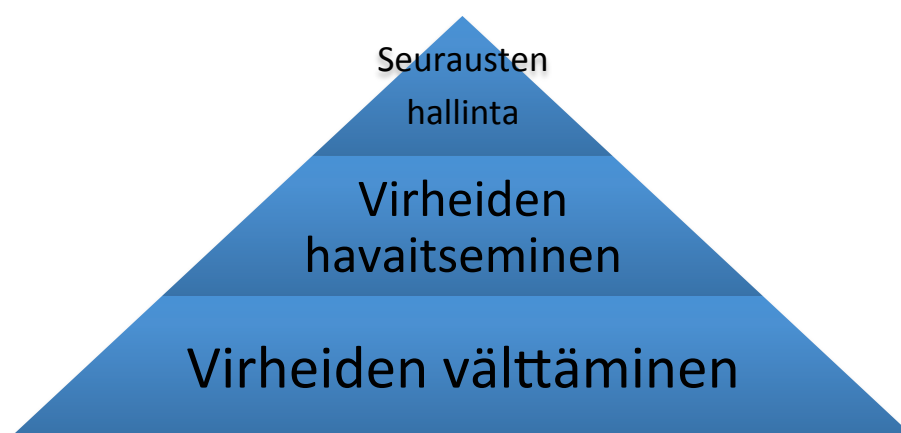 Seurausten
hallinta
Virheiden
havaitseminen
Virheiden välttäminen